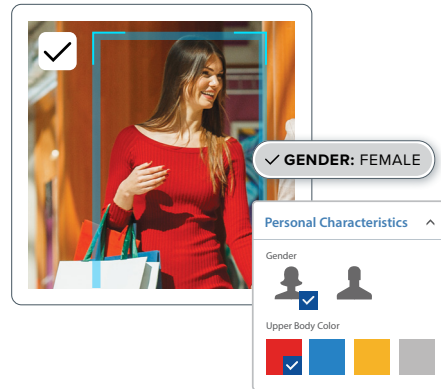 GENDER: FEMALE
Personal Characteristics
Gender
Upper Body Color